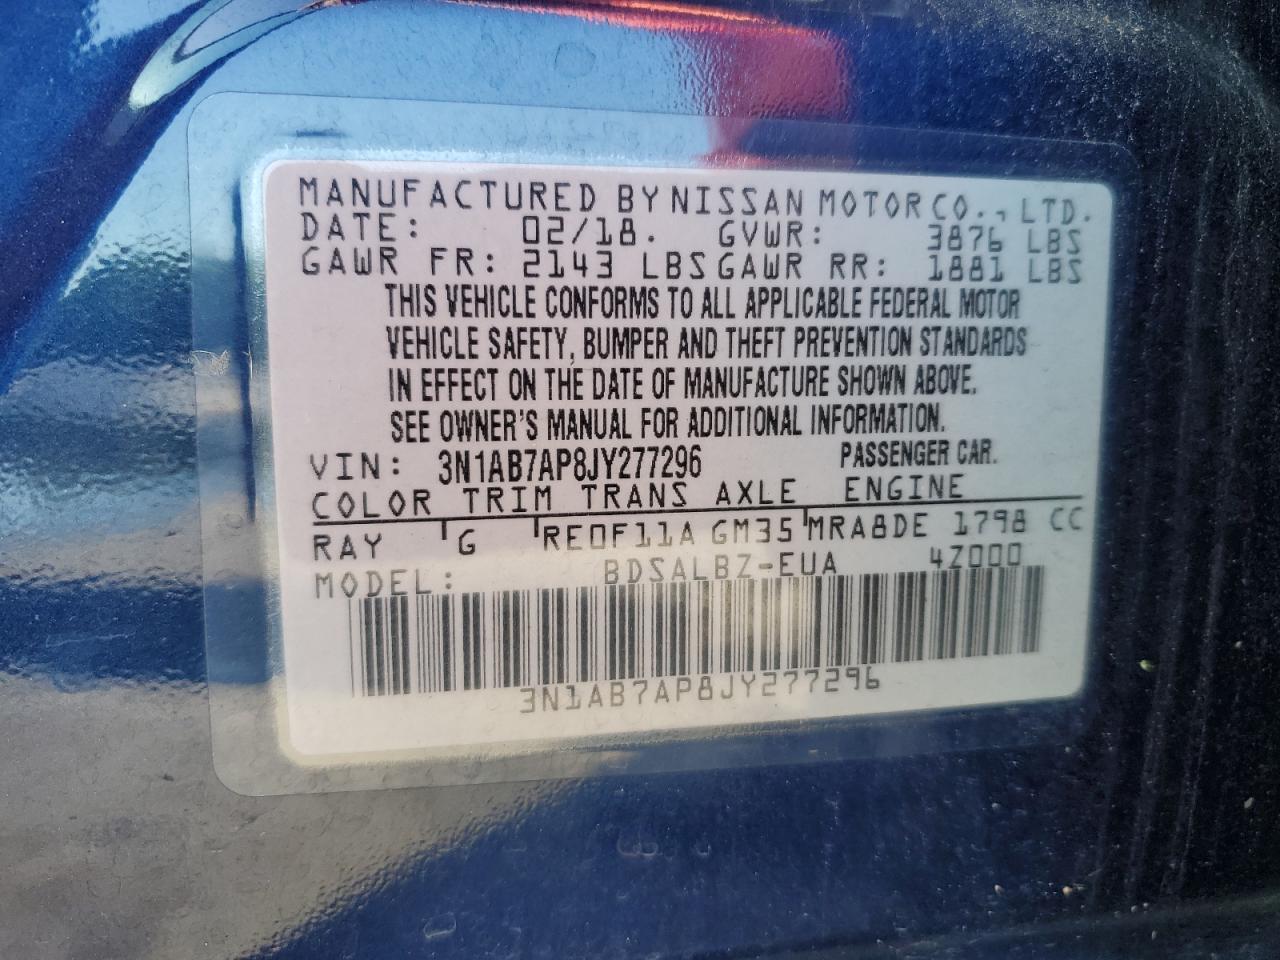 MANUFACTURED BY NISSAN MOTOR CO., LTD.
DATE: 02/18. GVWR: 3876 LBS
GAWR FR: 2143 LBS GAWR RR: 1881 LBS
THIS VEHICLE CONFORMS TO ALL APPLICABLE FEDERAL MOTOR
VEHICLE SAFETY, BUMPER AND THEFT PREVENTION STANDARDS
IN EFFECT ON THE DATE OF MANUFACTURE SHOWN ABOVE.
SEE OWNER'S MANUAL FOR ADDITIONAL INFORMATION.
VIN: 3N1AB7AP8JY277296 PASSENGER CAR.
COLOR TRIM TRANS AXLE ENGINE
RAY G RE0F11A GM35 MRA8DE 1798 CC
MODEL: BDSALBZ-EUA 4Z000
3N1AB7AP8JY277296